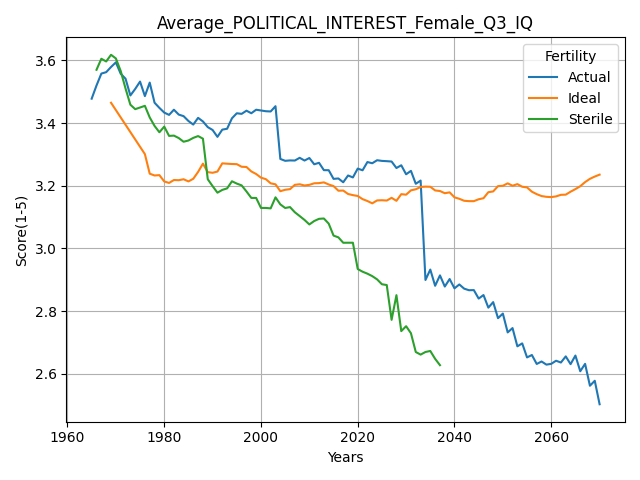 Average_POLITICAL_INTEREST_Female_Q3_IQ
Fertility
Actual
Ideal
Sterile
Score(1-5)
3.6
3.4
3.2
3.0
2.8
2.6
1960 1980 2000 2020 2040 2060
Years